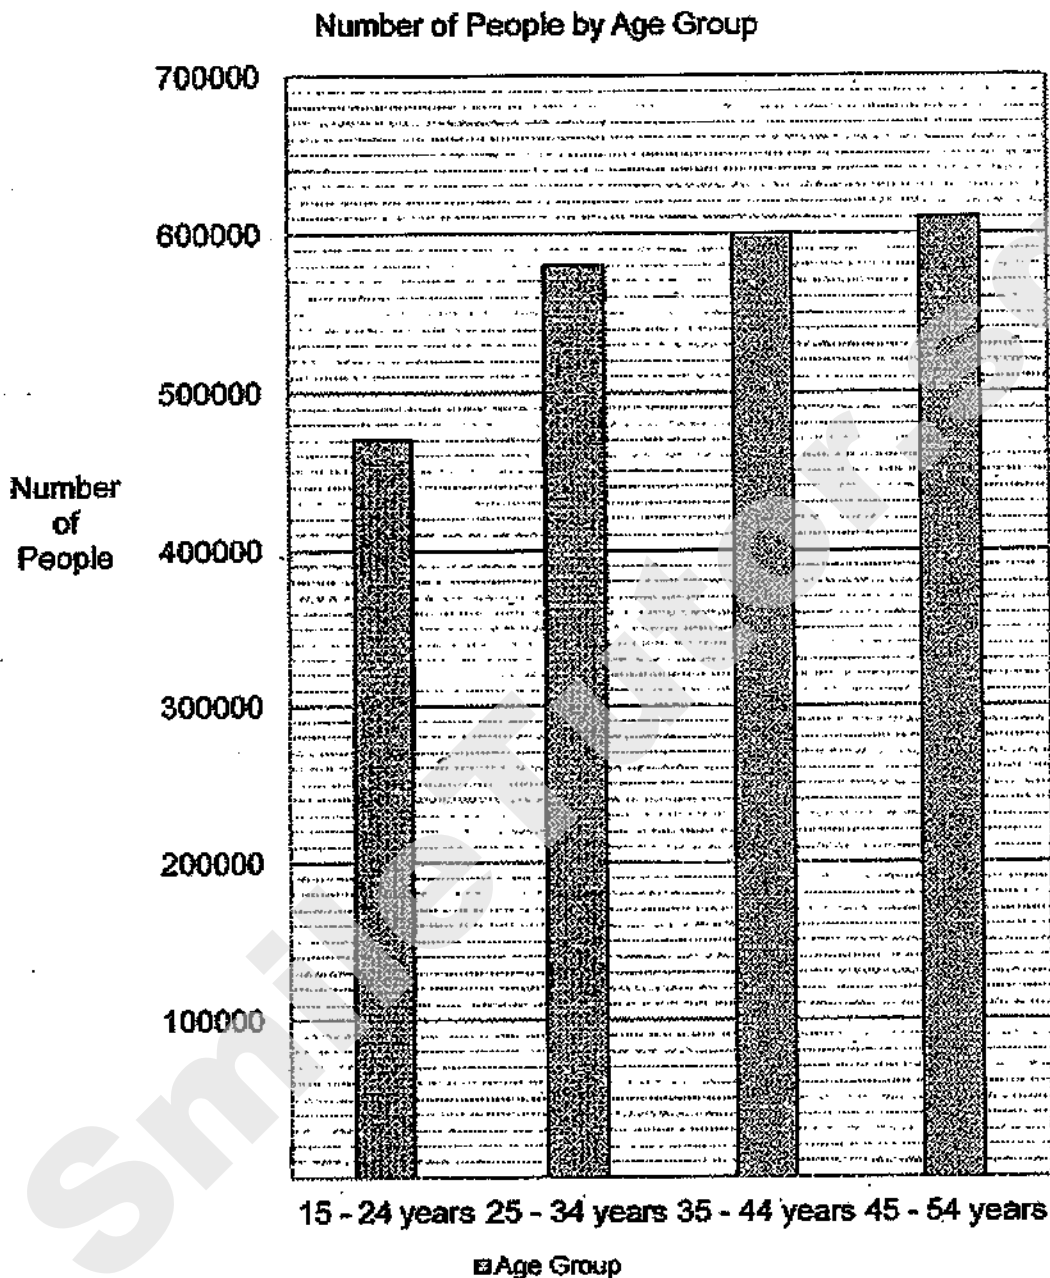 Number of People by Age Group
700000
600000
500000
400000
300000
200000
100000
Number
of
People
15 - 24 years 25 - 34 years 35 - 44 years 45 - 54 years
Age Group
SmileTutor.